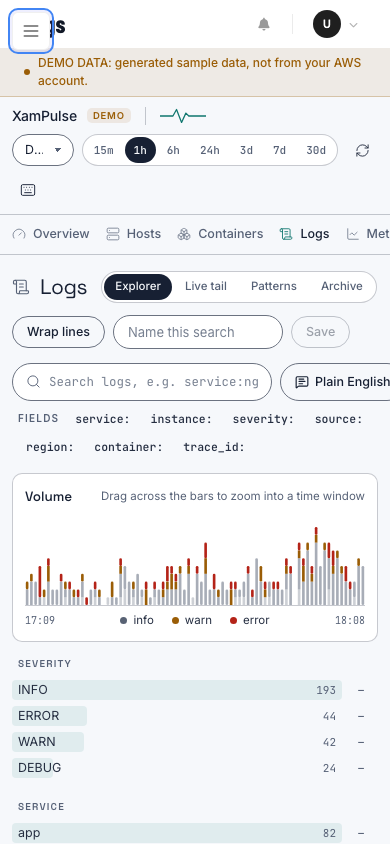 gs
U
DEMO DATA: generated sample data, not from your AWS
account.
XamPulse DEMO
D... 15m 1h 6h 24h 3d 7d 30d
Overview Hosts Containers Logs Met
Logs Explorer Live tail Patterns Archive
Wrap lines Name this search Save
Search logs, e.g. service:ng Plain English
FIELDS service: instance: severity: source:
region: container: trace_id:
Volume Drag across the bars to zoom into a time window
17:09 info warn error 18:08
SEVERITY
INFO 193 –
ERROR 44 –
WARN 42 –
DEBUG 24 –
SERVICE
app 82 –